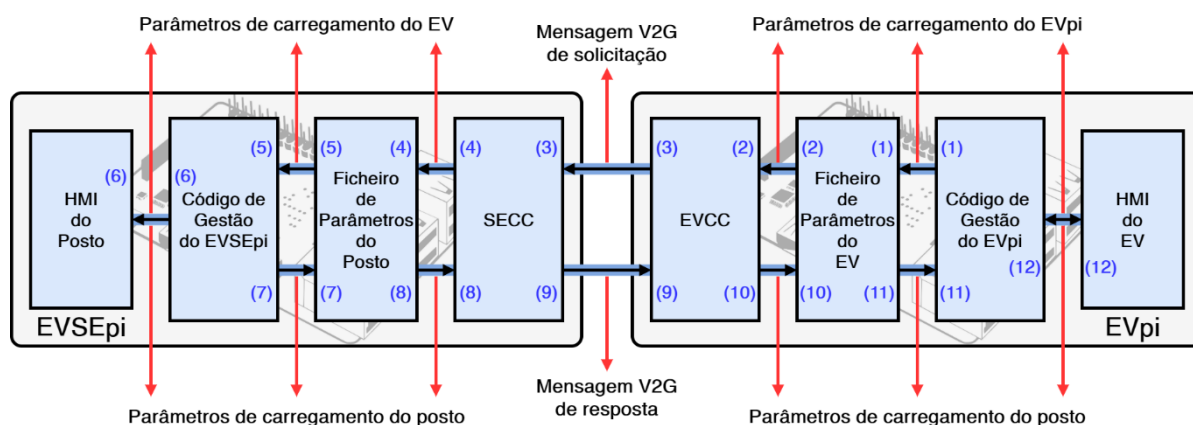 Parâmetros de carregamento do EV
Mensagem V2G
de solicitação
Parâmetros de carregamento do EVpi
HMI
do
Posto
(6)
(6)
Código de
Gestão
do EVSEpi
(5)
(7)
(5)
(4)
Ficheiro
de
Parâmetros
do
Posto
(7)
(8)
(4)
(3)
SECC
(8)
(9)
EVSEpi
(3)
(2)
EVCC
(9)
(10)
(2)
(1)
Ficheiro
de
Parâmetros
do
EV
(10)
(11)
(1)
Código de
Gestão
do EVpi
(12)
(11)
HMI
do
EV
(12)
EVpi
Parâmetros de carregamento do posto
Mensagem V2G
de resposta
Parâmetros de carregamento do posto